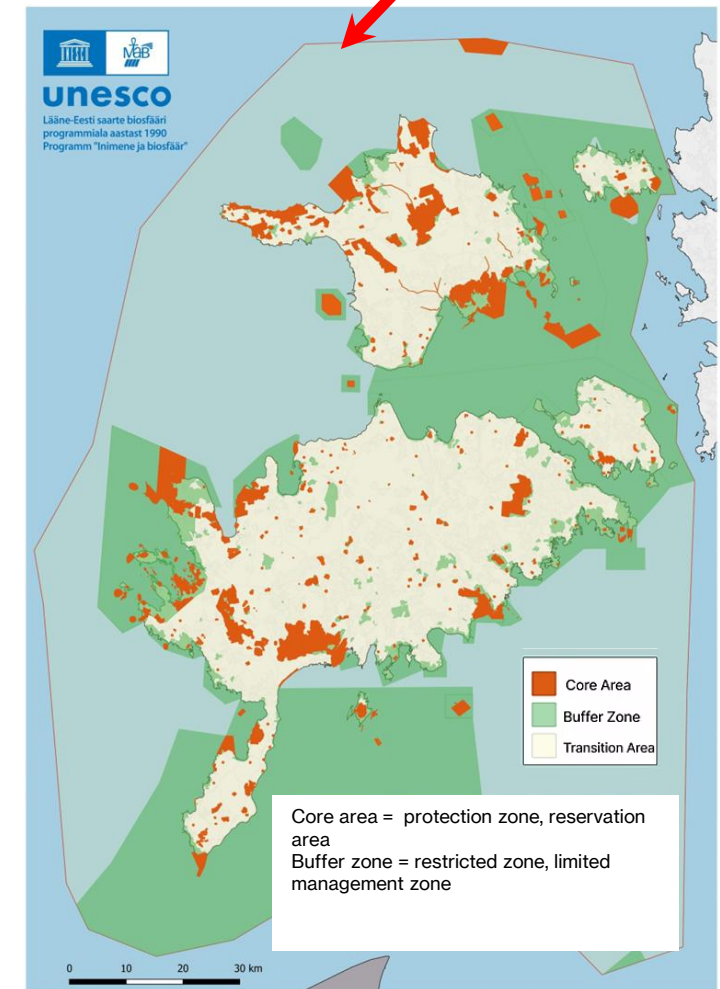 MAB
unesco
Lääne-Eesti saarte biosfääri
programmiala aastast 1990
Programm "Inimene ja biosfäär"
Core Area
Buffer Zone
Transition Area
Core area =  protection zone, reservation
area
Buffer zone = restricted zone, limited
management zone
0 10 20 30 km